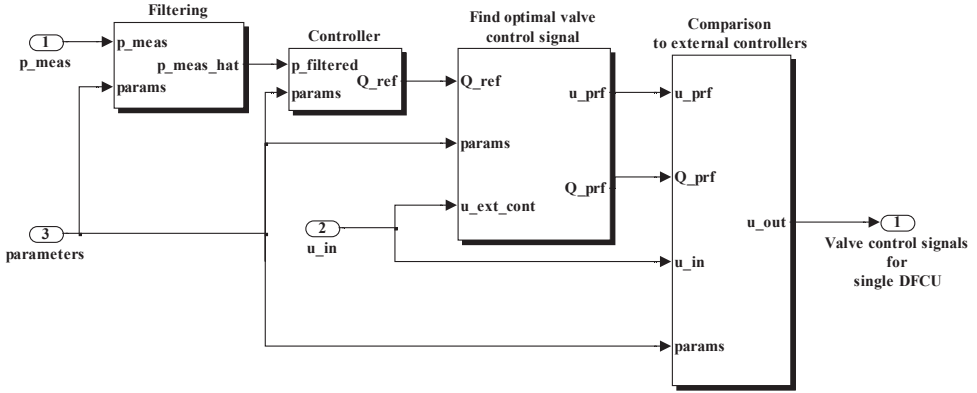 Filtering
1
p_meas
p_meas
p_meas_hat
params
Controller
p_filtered
Q_ref
params
Find optimal valve
control signal
Q_ref
u_prf
params
Q_prf
u_ext_cont
Comparison
to external controllers
u_prf
Q_prf
u_out
u_in
params
3
parameters
2
u_in
1
Valve control signals
for
single DFCU